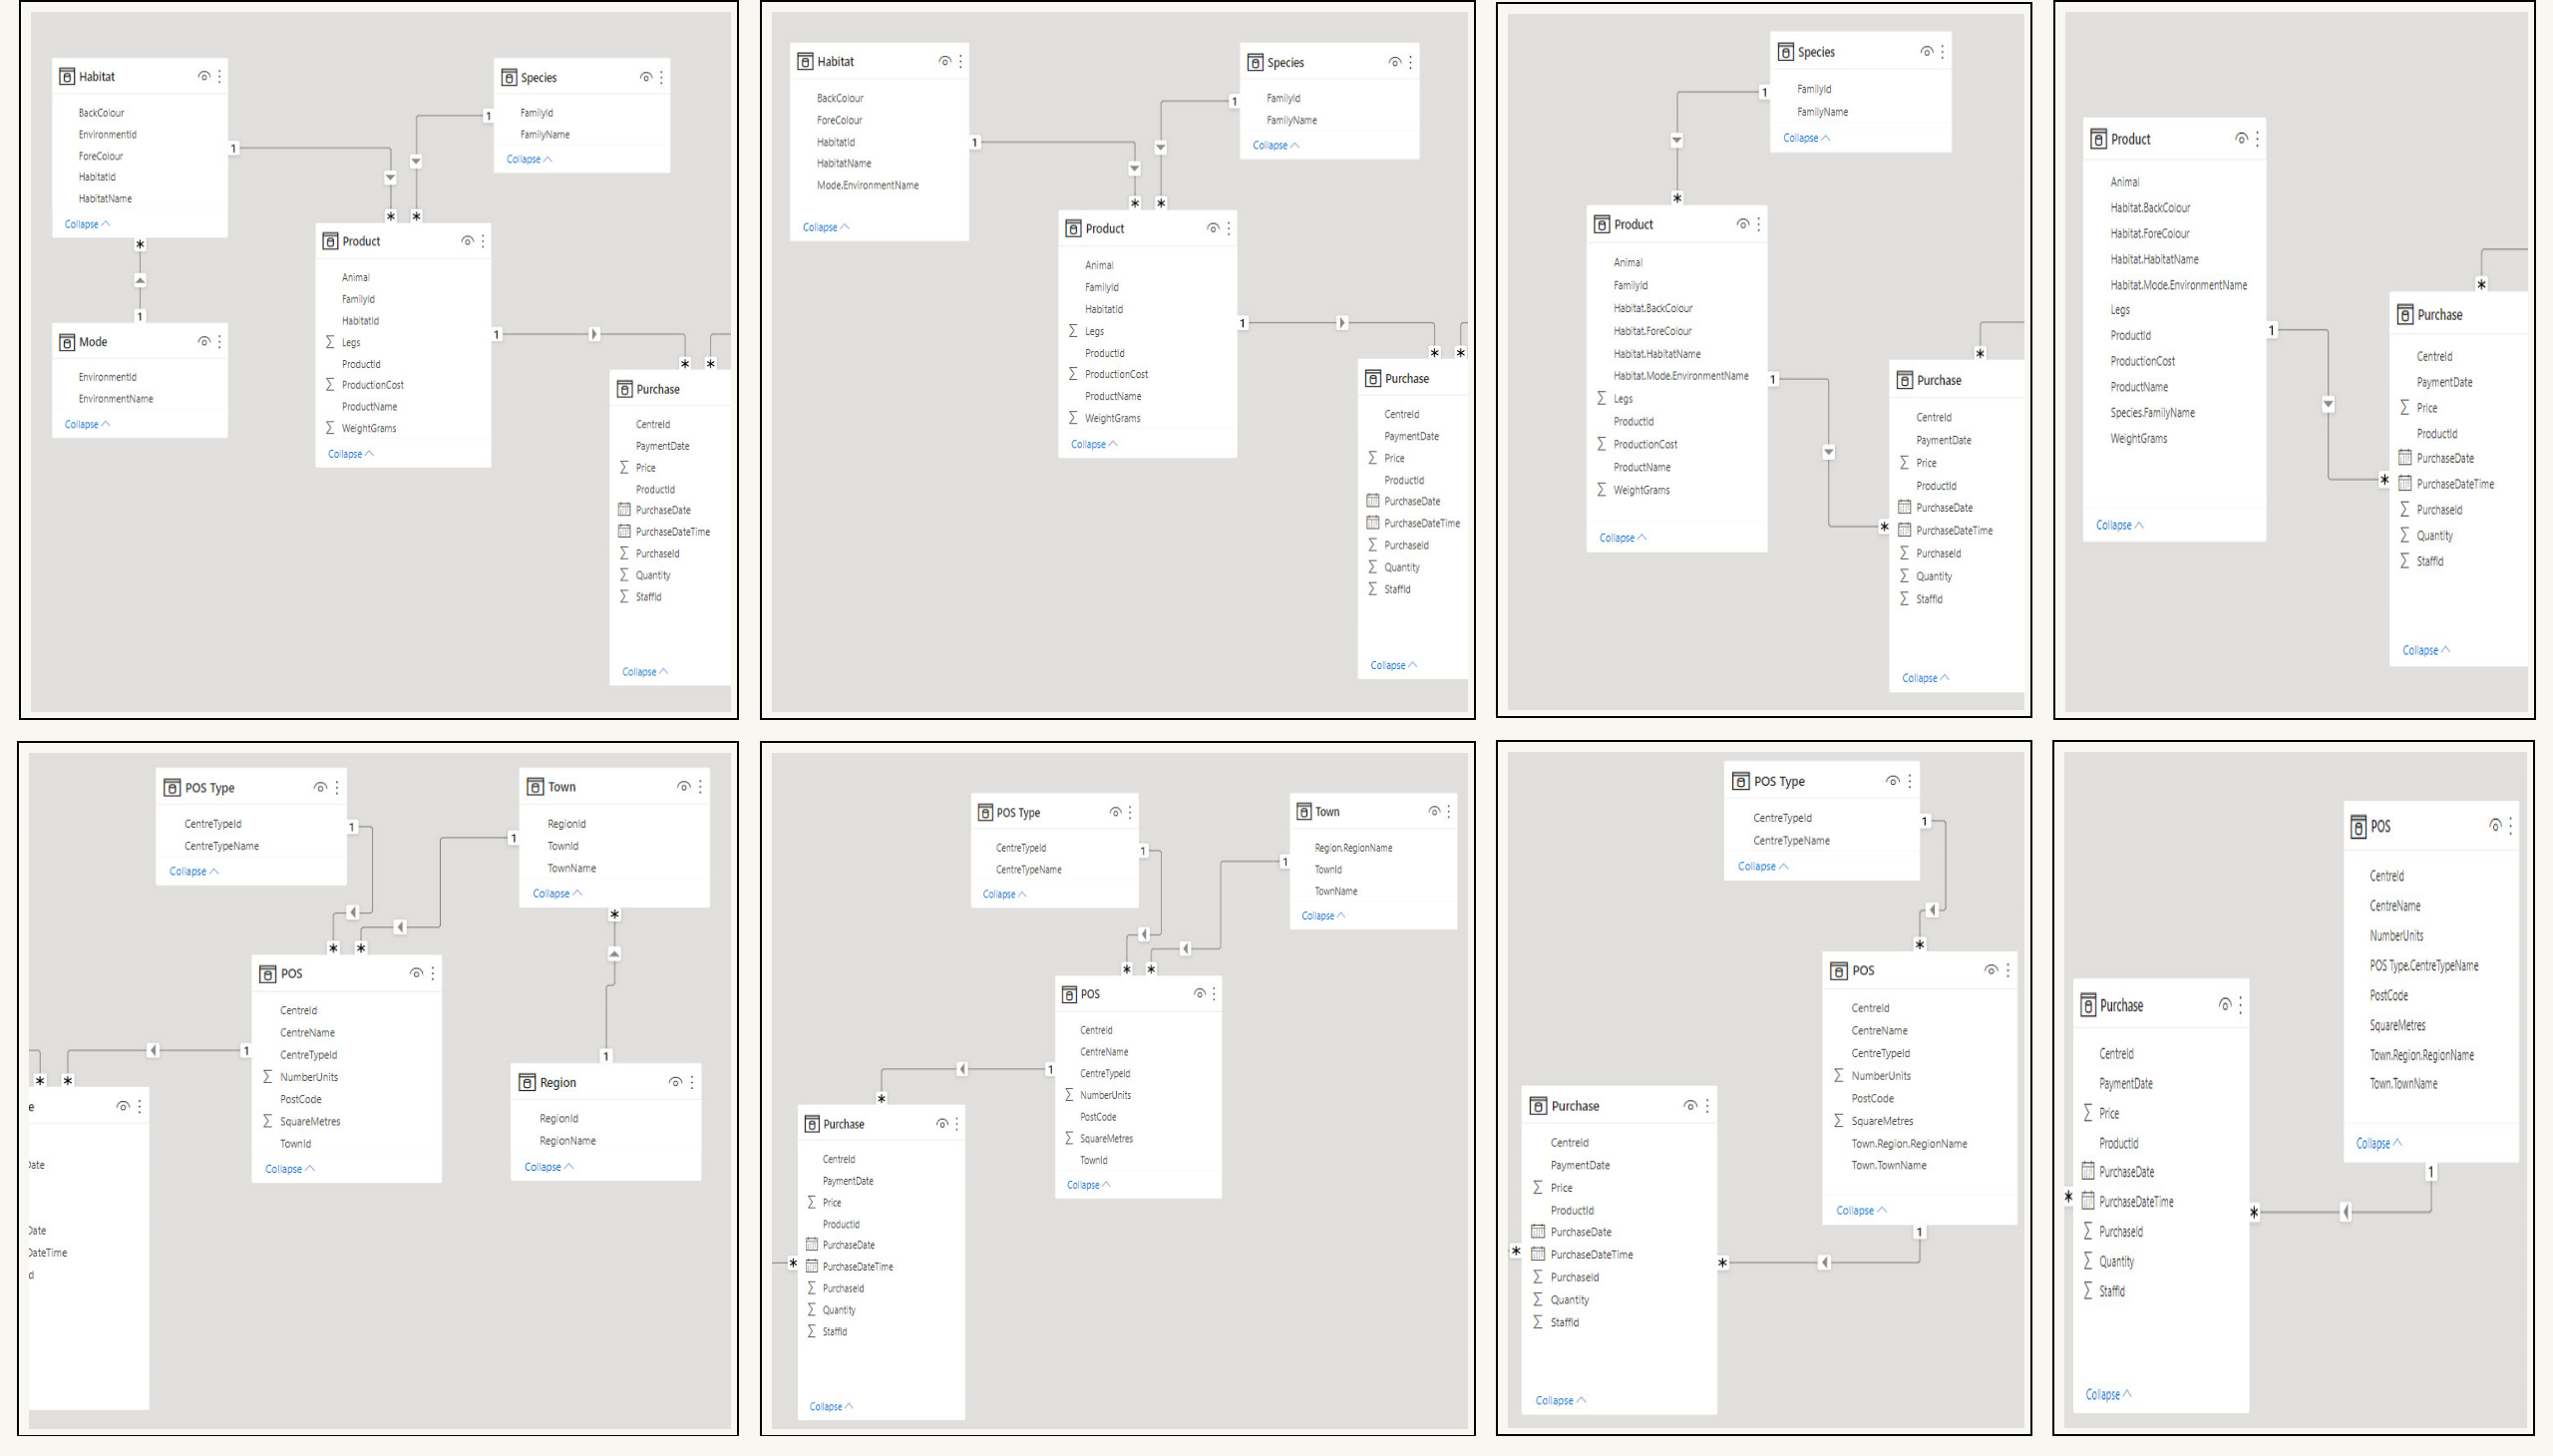 Habitat
BackColour
EnvironmentId
ForeColour
HabitatId
HabitatName
Collapse
1
*
1
Mode
EnvironmentId
EnvironmentName
Collapse
Species
FamilyId
FamilyName
Collapse
1
* *
Product
Animal
FamilyId
HabitatId
Σ Legs
ProductId
Σ ProductionCost
ProductName
Σ WeightGrams
Collapse
1
* *
Purchase
CentreId
PaymentDate
Σ Price
ProductId
PurchaseDate
PurchaseDateTime
Σ PurchaseId
Σ Quantity
Σ StaffId
Collapse
Habitat
BackColour
ForeColour
HabitatId
HabitatName
Mode.EnvironmentName
Collapse
1
Species
FamilyId
FamilyName
Collapse
1
* *
Product
Animal
FamilyId
HabitatId
Σ Legs
ProductId
Σ ProductionCost
ProductName
Σ WeightGrams
Collapse
1
* *
Purchase
CentreId
PaymentDate
Σ Price
ProductId
PurchaseDate
PurchaseDateTime
Σ PurchaseId
Σ Quantity
Σ StaffId
Collapse
Species
FamilyId
FamilyName
Collapse
1
*
Product
Animal
FamilyId
Habitat.BackColour
Habitat.ForeColour
Habitat.HabitatName
Habitat.Mode.EnvironmentName
Σ Legs
ProductId
Σ ProductionCost
ProductName
Σ WeightGrams
Collapse
1
*
*
Purchase
CentreId
PaymentDate
Σ Price
ProductId
PurchaseDate
PurchaseDateTime
Σ PurchaseId
Σ Quantity
Σ StaffId
Collapse
Product
Animal
Habitat.BackColour
Habitat.ForeColour
Habitat.HabitatName
Habitat.Mode.EnvironmentName
Legs
ProductId
ProductionCost
ProductName
Species.FamilyName
WeightGrams
Collapse
1
*
*
Purchase
CentreId
PaymentDate
Σ Price
ProductId
PurchaseDate
PurchaseDateTime
Σ PurchaseId
Σ Quantity
Σ StaffId
Collapse
POS Type
CentreTypeId
CentreTypeName
Collapse
1
Town
RegionId
TownId
TownName
Collapse
1
*
* *
POS
CentreId
CentreName
CentreTypeId
Σ NumberUnits
PostCode
Σ SquareMetres
TownId
Collapse
1
1
Region
RegionId
RegionName
Collapse
* *
e
Date
Date
DateTime
d
POS Type
CentreTypeId
CentreTypeName
Collapse
1
Town
Region.RegionName
TownId
TownName
Collapse
1
* *
POS
CentreId
CentreName
CentreTypeId
Σ NumberUnits
PostCode
Σ SquareMetres
TownId
Collapse
1
*
Purchase
CentreId
PaymentDate
Σ Price
ProductId
PurchaseDate
* PurchaseDateTime
Σ PurchaseId
Σ Quantity
Σ StaffId
Collapse
POS Type
CentreTypeId
CentreTypeName
Collapse
1
*
POS
CentreId
CentreName
CentreTypeId
Σ NumberUnits
PostCode
Σ SquareMetres
Town.Region.RegionName
Town.TownName
Collapse
1
Purchase
CentreId
PaymentDate
Σ Price
ProductId
PurchaseDate
* PurchaseDateTime
*
Σ PurchaseId
Σ Quantity
Σ StaffId
Collapse
POS
CentreId
CentreName
NumberUnits
POS Type.CentreTypeName
PostCode
SquareMetres
Town.Region.RegionName
Town.TownName
Collapse
1
Purchase
CentreId
PaymentDate
Σ Price
ProductId
PurchaseDate
* PurchaseDateTime
*
Σ PurchaseId
Σ Quantity
Σ StaffId
Collapse